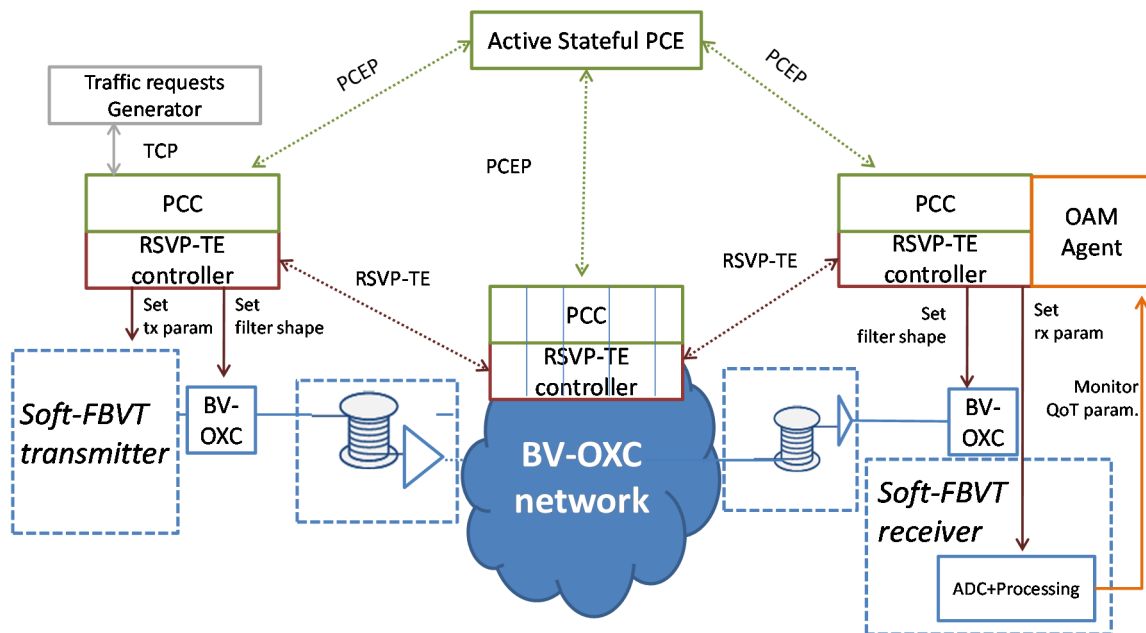 Active Stateful PCE
PCEP
PCEP
PCEP
Traffic requests
Generator
TCP
PCC
RSVP-TE
controller
PCC
RSVP-TE
controller
OAM
Agent
RSVP-TE
RSVP-TE
PCC
RSVP-TE
controller
Set
tx param
Set
filter shape
Set
filter shape
Set
rx param
Monitor
QoT param.
Soft-FBVT
transmitter
BV-
OXC
BV-OXC
network
BV-
OXC
Soft-FBVT
receiver
ADC+Processing